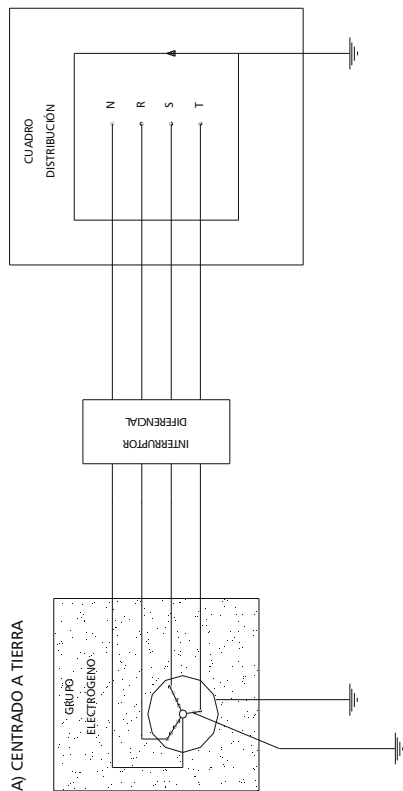 A) CENTRADO A TIERRA
GRUPO
ELECTRÓGENO
INTERRUPTOR
DIFERENCIAL
CUADRO
DISTRIBUCIÓN
N
R
S
T